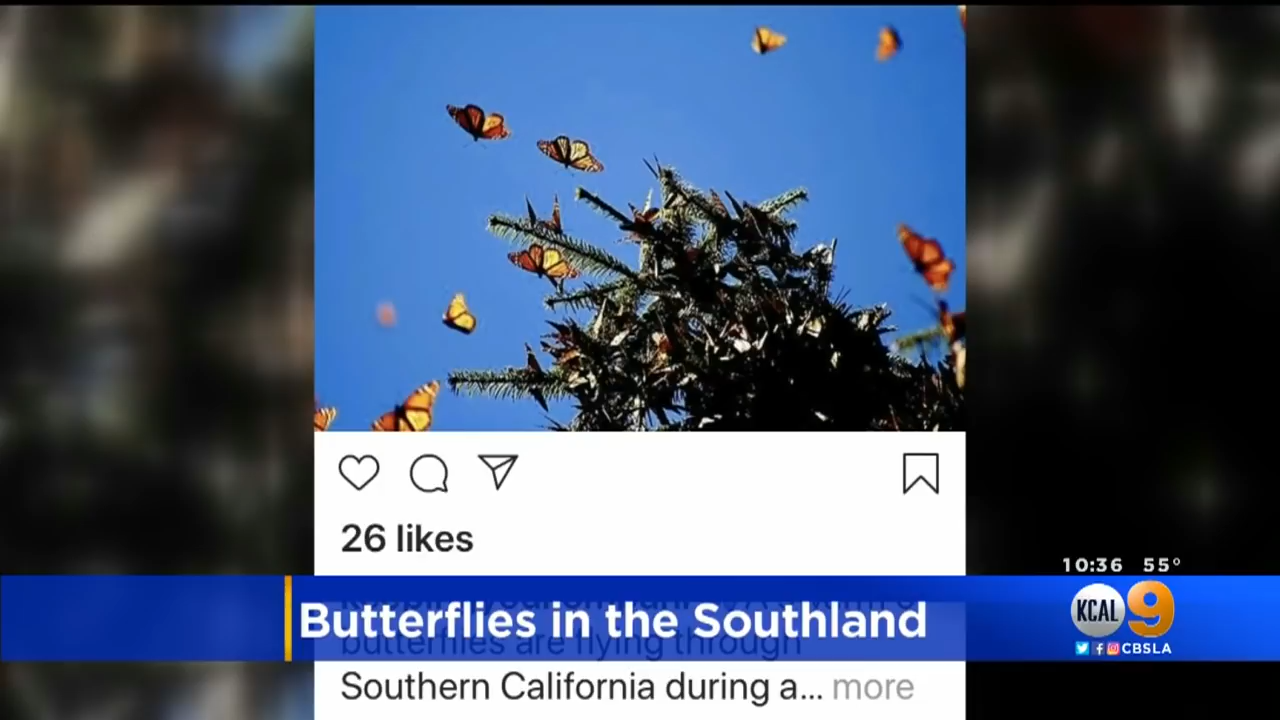 26 likes
10:36 55°
Butterflies in the Southland
KCAL 9
CBSLA
butterflies are flying through
Southern California during a... more